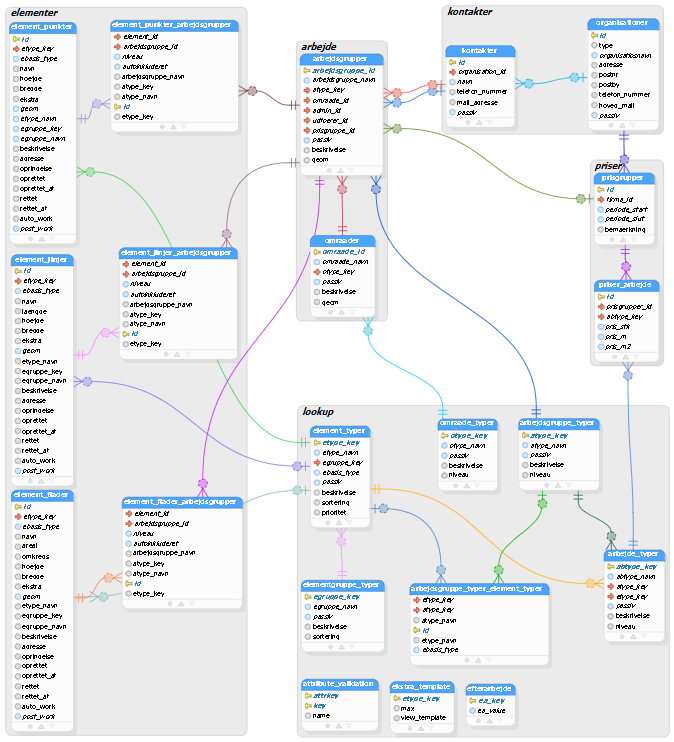 elementer
element_punkter
id
etype_key
ebasis_type
navn
hoejde
bredde
ekstra
geom
etype_navn
egruppe_key
egruppe_navn
beskrivelse
adresse
oprindelse
oprettet
oprettet_af
rettet
rettet_af
auto_work
post_work
element_punkter_arbejdsgrupper
element_id
arbejdsgruppe_id
niveau
autoinkluderet
arbejdsgruppe_navn
atype_key
atype_navn
id
etype_key
element_linjer
id
etype_key
ebasis_type
navn
laengde
hoejde
bredde
ekstra
geom
etype_navn
egruppe_key
egruppe_navn
beskrivelse
adresse
oprindelse
oprettet
oprettet_af
rettet
rettet_af
auto_work
post_work
element_linjer_arbejdsgrupper
element_id
arbejdsgruppe_id
niveau
autoinkluderet
arbejdsgruppe_navn
atype_key
atype_navn
id
etype_key
element_flader
id
etype_key
ebasis_type
navn
areal
omkreds
hoejde
bredde
ekstra
geom
etype_navn
egruppe_key
egruppe_navn
beskrivelse
adresse
oprindelse
oprettet
oprettet_af
rettet
rettet_af
auto_work
post_work
element_flader_arbejdsgrupper
element_id
arbejdsgruppe_id
niveau
autoinkluderet
arbejdsgruppe_navn
atype_key
atype_navn
id
etype_key
arbejde
arbejdsgrupper
arbejdsgruppe_id
arbejdsgruppe_navn
atype_key
omraade_id
admin_id
udfoerer_id
prisgruppe_id
passiv
beskrivelse
geom
omraader
omraade_id
omraade_navn
otype_key
passiv
beskrivelse
geom
kontakter
kontakter
id
organisation_id
navn
telefon_nummer
mail_adresse
passiv
organisationer
id
type
organisationsnavn
adresse
postnr
postby
telefon_nummer
hoved_mail
passiv
priser
prisgrupper
id
firma_id
periode_start
periode_slut
bemaerkning
priser_arbejde
id
prisgrupper_id
abtype_key
pris_stk
pris_m
pris_m2
lookup
element_typer
etype_key
etype_navn
egruppe_key
ebasis_type
passiv
beskrivelse
sortering
prioritet
omraade_typer
otype_key
otype_navn
passiv
beskrivelse
niveau
arbejdsgruppe_typer
atype_key
atype_navn
passiv
beskrivelse
niveau
elementgruppe_typer
egruppe_key
egruppe_navn
passiv
beskrivelse
sortering
arbejdsgruppe_typer_element_typer
etype_key
atype_key
atype_navn
id
etype_navn
ebasis_type
arbejde_typer
abtype_key
abtype_navn
atype_key
etype_key
passiv
beskrivelse
niveau
attribute_validation
attrkey
key
name
ekstra_template
etype_key
max
view_template
efterarbejde
ea_key
ea_value